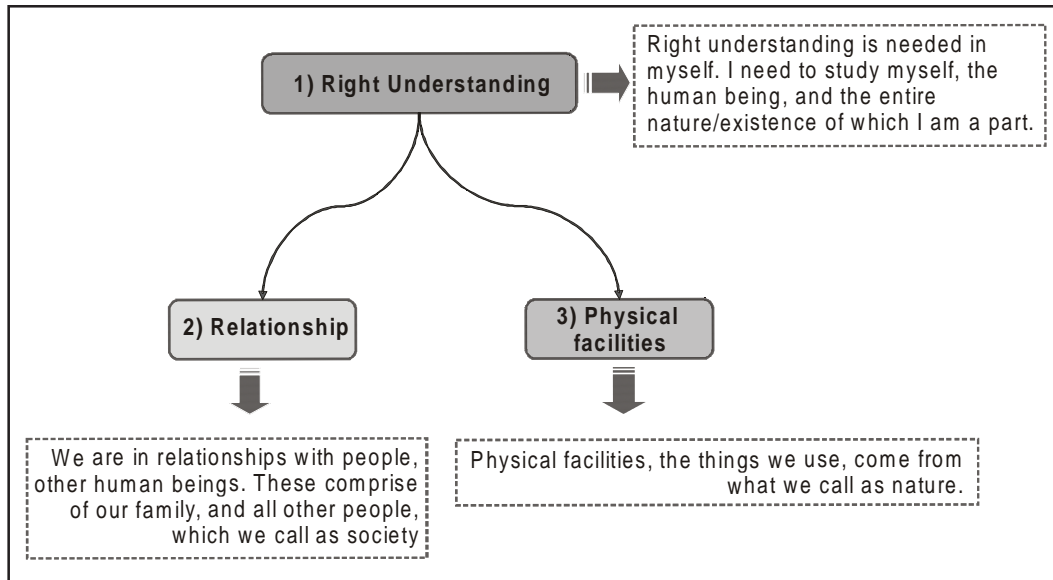 1) Right Understanding
Right understanding is needed in
myself. I need to study myself, the
human being, and the entire
nature/existence of which I am a part.
2) Relationship
3) Physical
facilities
We are in relationships with people,
other human beings. These comprise
of our family, and all other people,
which we call as society
Physical facilities, the things we use, come from
what we call as nature.